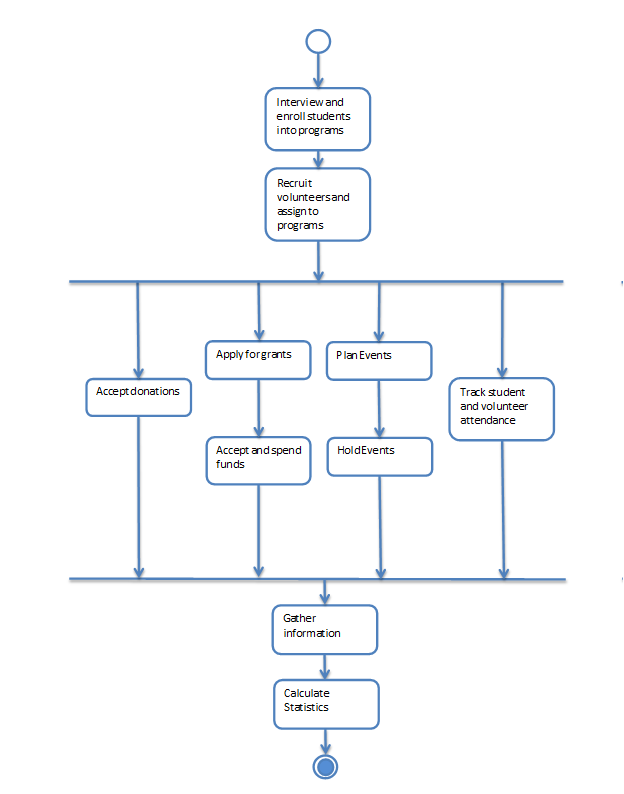 Interview and
enroll students
into programs
Recruit
volunteers and
assign to
programs
Apply for grants
Plan Events
Accept donations
Track student
and volunteer
attendance
Accept and spend
funds
Hold Events
Gather
information
Calculate
Statistics